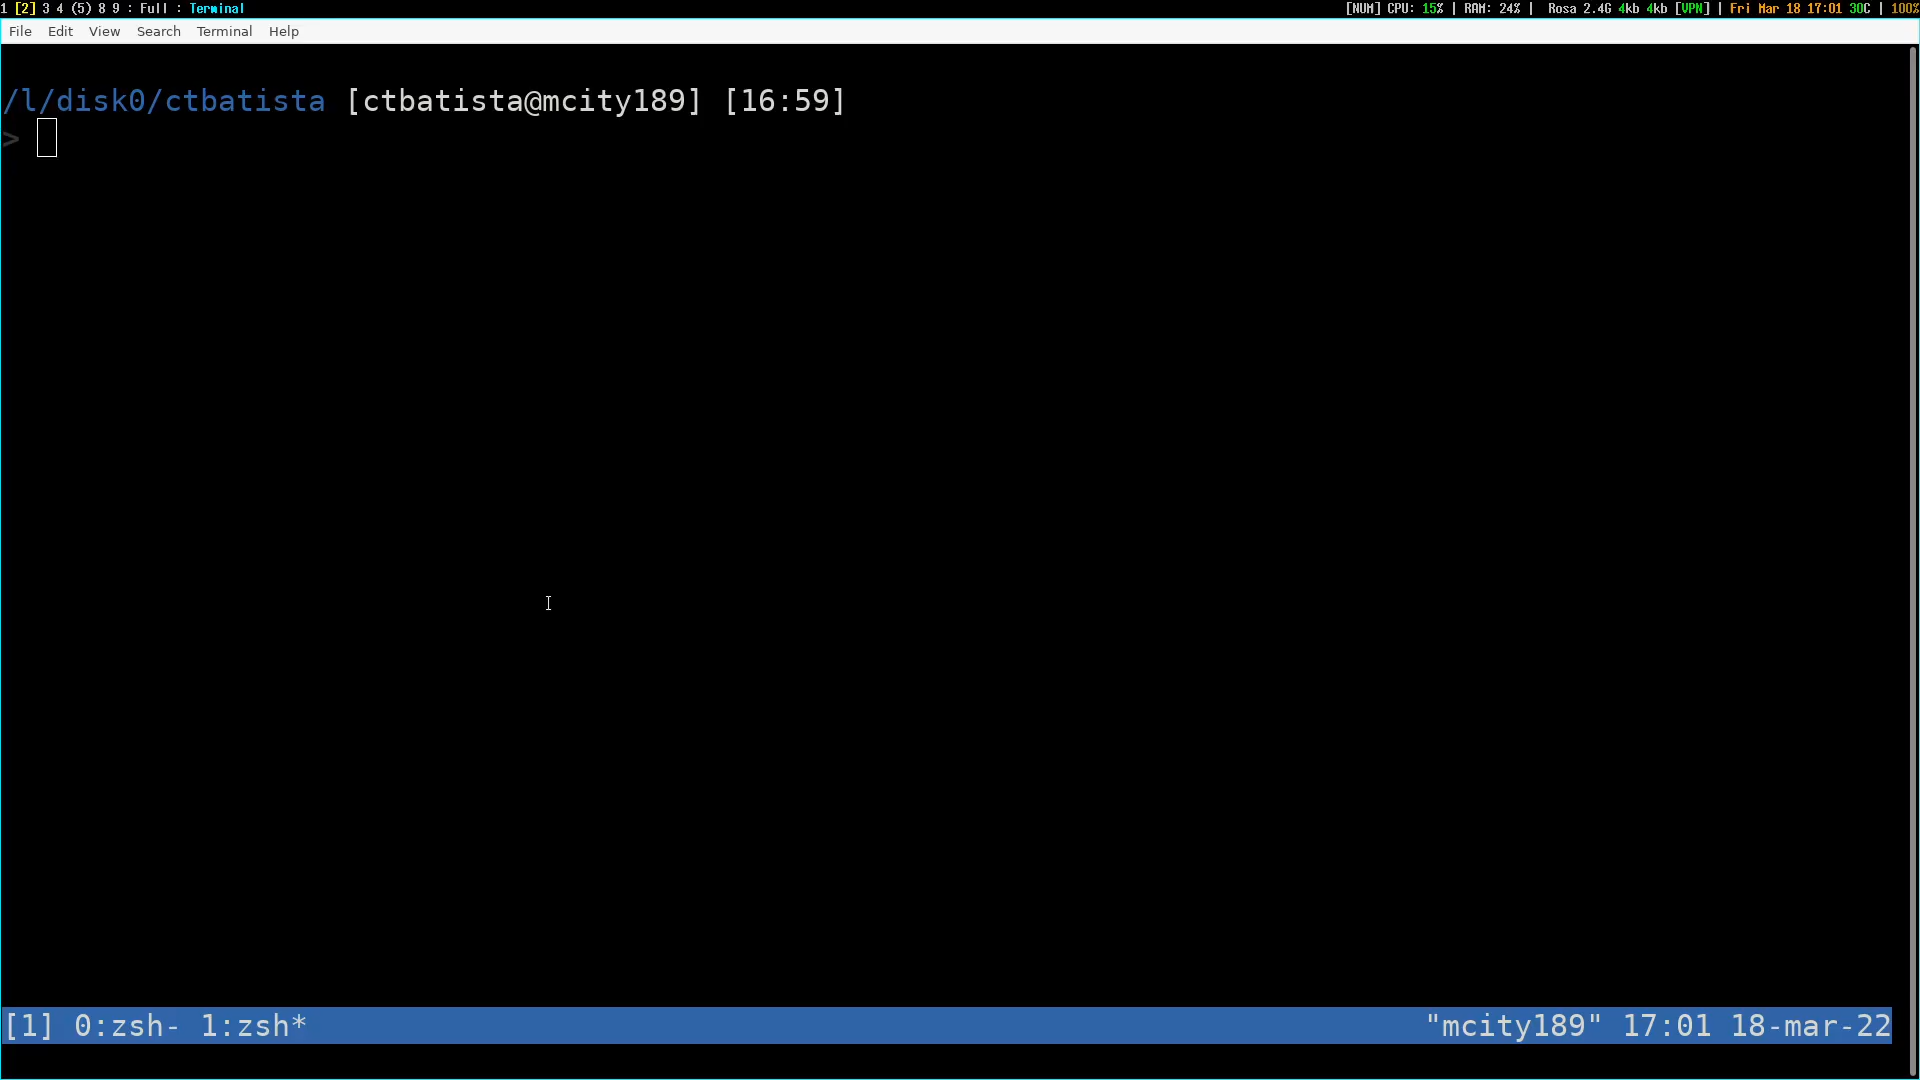 1 [2] 3 4 (5) 8 9 : Full : Terminal [NUM] CPU: 15% | RAM: 24% | Rosa 2.4G 4kb 4kb [VPN] | Fri Mar 18 17:01 30C | 100%
File Edit View Search Terminal Help
/l/disk0/ctbatista [ctbatista@mcity189] [16:59]
>
[1] 0:zsh- 1:zsh* "mcity189" 17:01 18-mar-22